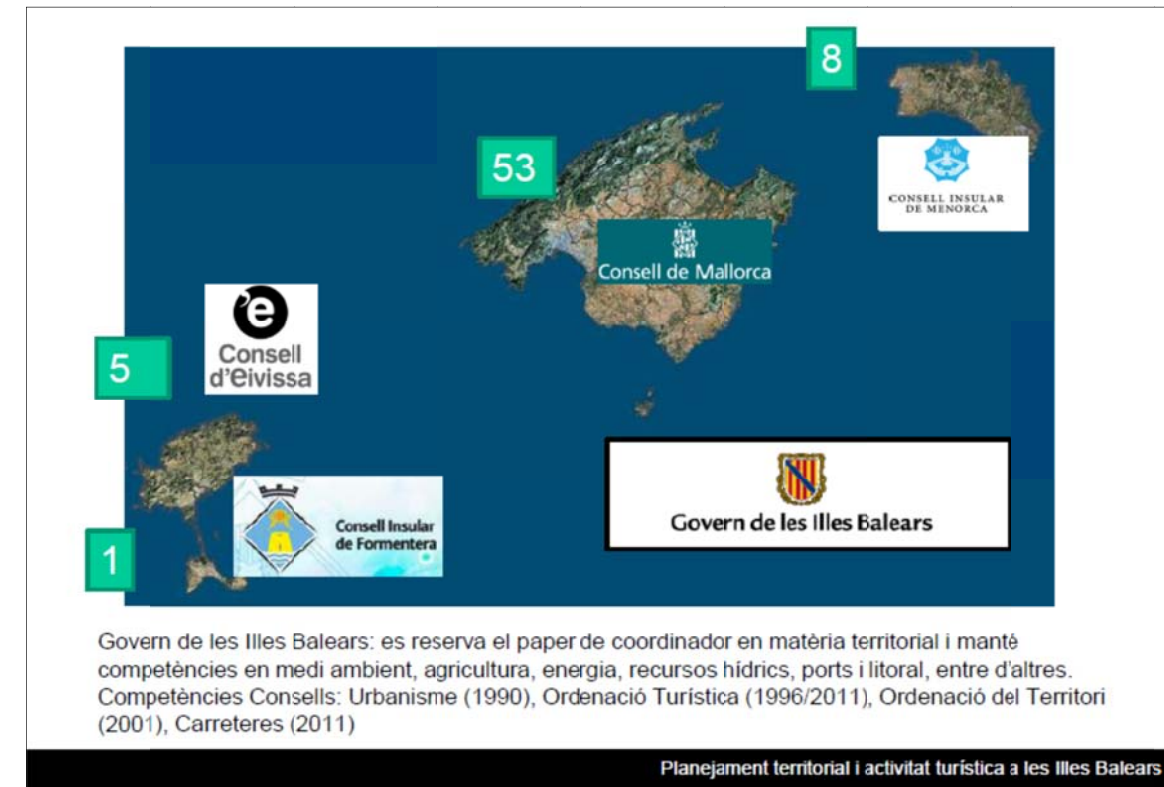 8
53
CONSELL INSULAR
DE MENORCA
Consell de Mallorca
e
Consell
d'eivissa
5
Consell Insular
de Formentera
Govern de les Illes Balears
1
Govern de les Illes Balears: es reserva el paper de coordinador en matèria territorial i manté
competències en medi ambient, agricultura, energia, recursos hídrics, ports i litoral, entre d'altres.
Competències Consells: Urbanisme (1990), Ordenació Turística (1996/2011), Ordenació del Territori
(2001), Carreteres (2011)
Planejament territorial i activitat turística a les Illes Balears